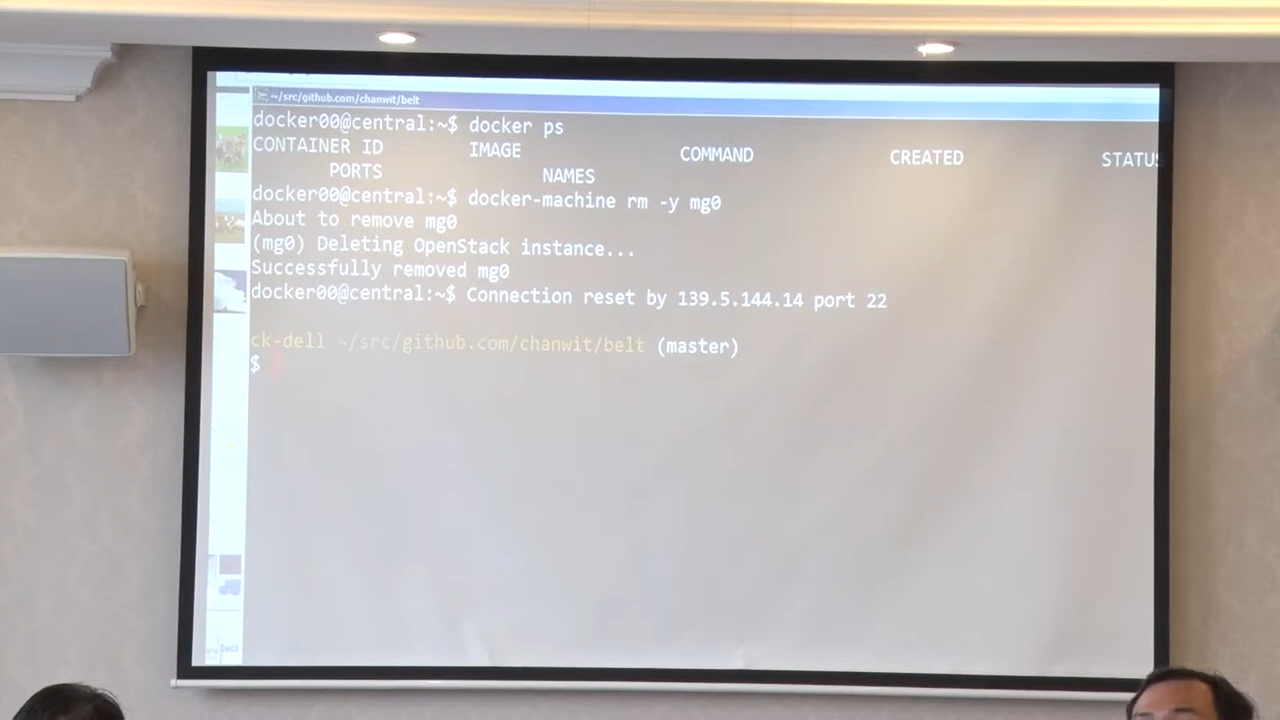 ~/src/github.com/chanwit/belt
docker00@central:~$ docker ps
CONTAINER ID IMAGE COMMAND CREATED STATUS
PORTS NAMES
docker00@central:~$ docker-machine rm -y mg0
About to remove mg0
(mg0) Deleting OpenStack instance...
Successfully removed mg0
docker00@central:~$ Connection reset by 139.5.144.14 port 22
ck-dell ~/src/github.com/chanwit/belt (master)
$